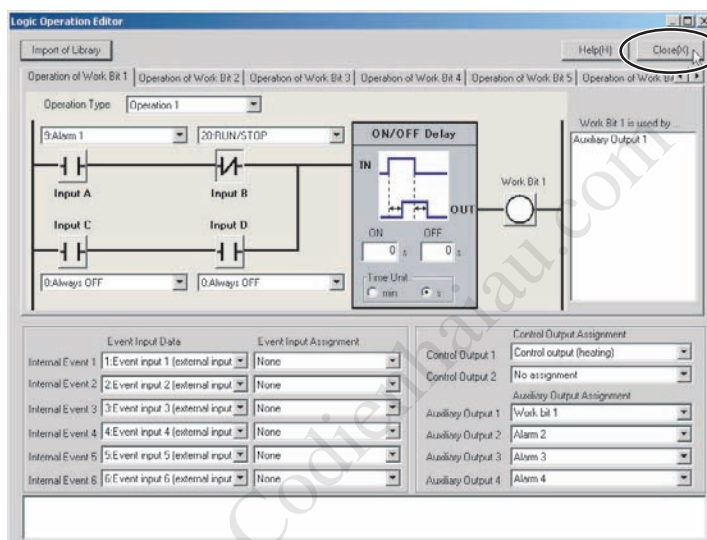 Logic Operation Editor
Import of Library
Help(H)
Close(X)
Operation of Work Bit 1 Operation of Work Bit 2 Operation of Work Bit 3 Operation of Work Bit 4 Operation of Work Bit 5 Operation of Work Bit
Operation Type Operation 1
Work Bit 1 is used by ...
Auxiliary Output 1
9:Alarm 1
20:RUN/STOP
Input A
Input B
Input C
Input D
0:Always OFF
0:Always OFF
ON/OFF Delay
IN
OUT
ON OFF
0 s 0 s
Time Unit
min s
Work Bit 1
Event Input Data Event Input Assignment
Internal Event 1 1:Event input 1 (external input None
Internal Event 2 2:Event input 2 (external input None
Internal Event 3 3:Event input 3 (external input None
Internal Event 4 4:Event input 4 (external input None
Internal Event 5 5:Event input 5 (external input None
Internal Event 6 6:Event input 6 (external input None
Control Output Assignment
Control Output 1 Control output (heating)
Control Output 2 No assignment
Auxiliary Output Assignment
Auxiliary Output 1 Work bit 1
Auxiliary Output 2 Alarm 2
Auxiliary Output 3 Alarm 3
Auxiliary Output 4 Alarm 4
Codienhaiau.com